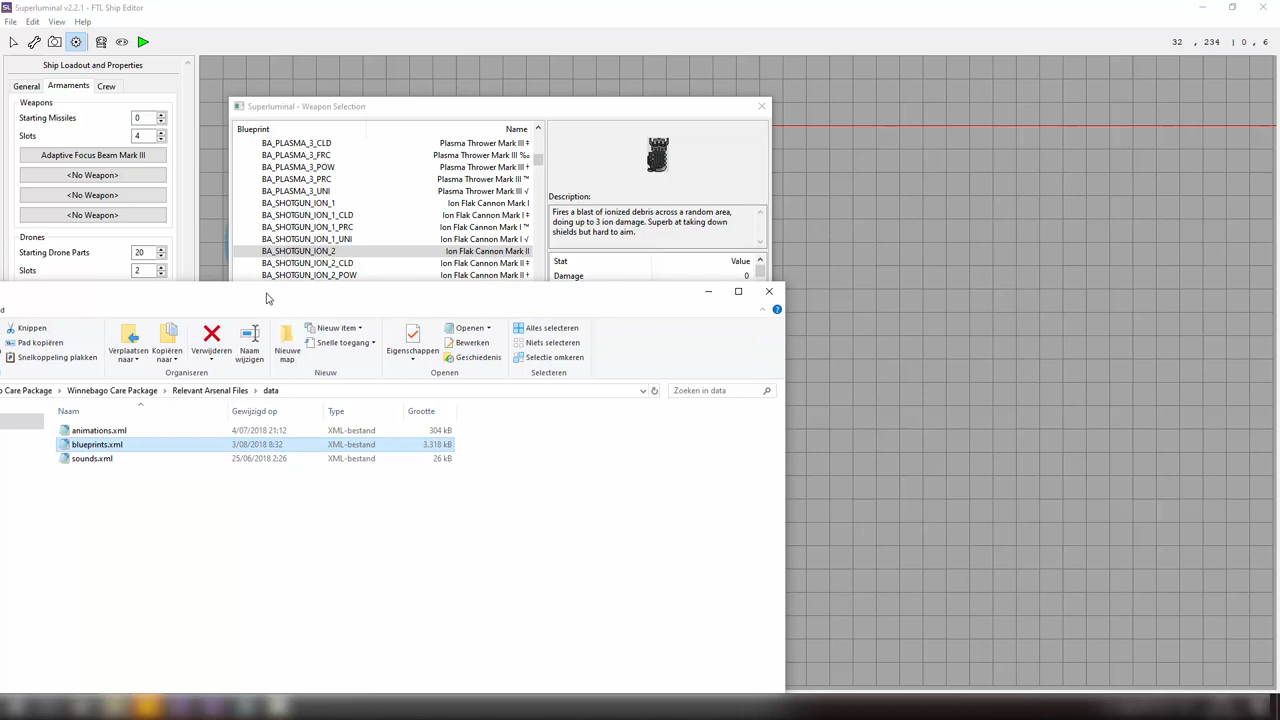 Superluminal v2.2.1 - FTL Ship Editor
File Edit View Help
32 , 234 | 0 , 6
Ship Loadout and Properties
General Armaments Crew
Weapons
Starting Missiles 0
Slots 4
Adaptive Focus Beam Mark III
<No Weapon>
<No Weapon>
<No Weapon>
Drones
Starting Drone Parts 20
Slots 2
Superluminal - Weapon Selection
Blueprint Name
BA_PLASMA_3_CLD Plasma Thrower Mark III ‡
BA_PLASMA_3_FRC Plasma Thrower Mark III ‰
BA_PLASMA_3_POW Plasma Thrower Mark III †
BA_PLASMA_3_PRC Plasma Thrower Mark III ™
BA_PLASMA_3_UNI Plasma Thrower Mark III √
BA_SHOTGUN_ION_1 Ion Flak Cannon Mark I
BA_SHOTGUN_ION_1_CLD Ion Flak Cannon Mark I ‡
BA_SHOTGUN_ION_1_PRC Ion Flak Cannon Mark I ™
BA_SHOTGUN_ION_1_UNI Ion Flak Cannon Mark I √
BA_SHOTGUN_ION_2 Ion Flak Cannon Mark II
BA_SHOTGUN_ION_2_CLD Ion Flak Cannon Mark II ‡
BA_SHOTGUN_ION_2_POW Ion Flak Cannon Mark II †
Description:
Fires a blast of ionized debris across a random area,
doing up to 3 ion damage. Superb at taking down
shields but hard to aim.
Stat Value
Damage 0
d
Knippen
Pad kopiëren
Snelkoppeling plakken
Verplaatsen naar
Kopiëren naar
Verwijderen
Naam wijzigen
Organiseren
Nieuwe map
Nieuw item
Snelle toegang
Nieuw
Eigenschappen
Openen
Bewerken
Geschiedenis
Openen
Alles selecteren
Niets selecteren
Selectie omkeren
Selecteren
o Care Package > Winnebago Care Package > Relevant Arsenal Files > data
Zoeken in data
Naam Gewijzigd op Type Grootte
animations.xml 4/07/2018 21:12 XML-bestand 304 kB
blueprints.xml 3/08/2018 8:32 XML-bestand 3.318 kB
sounds.xml 25/06/2018 2:26 XML-bestand 26 kB